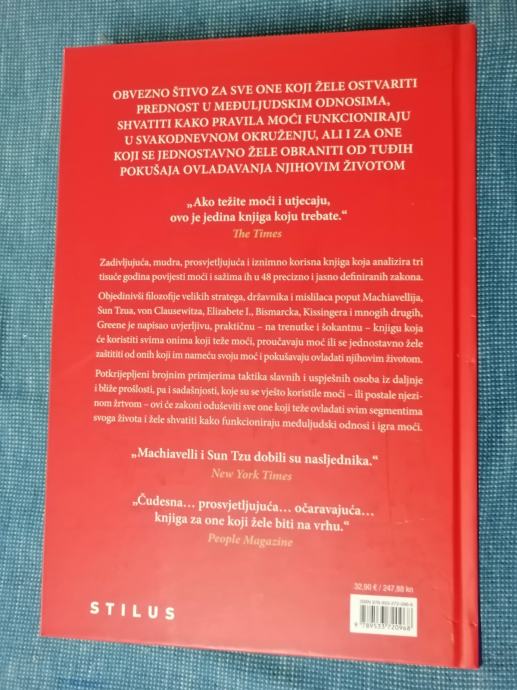 OBVEZNO ŠTIVO ZA SVE ONE KOJI ŽELE OSTVARITI
PREDNOST U MEĐULJUDSKIM ODNOSIMA,
SHVATITI KAKO PRAVILA MOĆI FUNKCIONIRAJU
U SVAKODNEVNOM OKRUŽENJU, ALI I ZA ONE
KOJI SE JEDNOSTAVNO ŽELE OBRANITI OD TUĐIH
POKUŠAJA OVLADAVANJA NJIHOVIM ŽIVOTOM
„Ako težite moći i utjecaju,
ovo je jedina knjiga koju trebate.“
The Times
Zadivljujuća, mudra, prosvjetljujuća i iznimno korisna knjiga koja analizira tri
tisuće godina povijesti moći i sažima ih u 48 precizno i jasno definiranih zakona.
Objedinivši filozofije velikih stratega, državnika i mislilaca poput Machiavellija,
Sun Tzua, von Clausewitza, Elizabete I., Bismarcka, Kissingera i mnogih drugih,
Greene je napisao uvjerljivu, praktičnu – na trenutke i šokantnu – knjigu koja
će koristiti svima onima koji teže moći, proučavaju moć ili se jednostavno žele
zaštititi od onih koji im nameću svoju moć i pokušavaju ovladati njihovim životom.
Potkrijepljeni brojnim primjerima taktika slavnih i uspješnih osoba iz daljnje
i bliže prošlosti, pa i sadašnjosti, koje su se vješto koristile moći – ili postale njezi-
nom žrtvom – ovi će zakoni oduševiti sve one koji teže ovladati svim segmentima
svoga života i žele shvatiti kako funkcioniraju međuljudski odnosi i igra moći.
„Machiavelli i Sun Tzu dobili su nasljednika.“
New York Times
„Čudesna… prosvjetljujuća… očaravajuća…
knjiga za one koji žele biti na vrhu.“
People Magazine
32,90 € / 247,88 kn
ISBN 978-953-372-096-8
9 789533 720968
STILUS